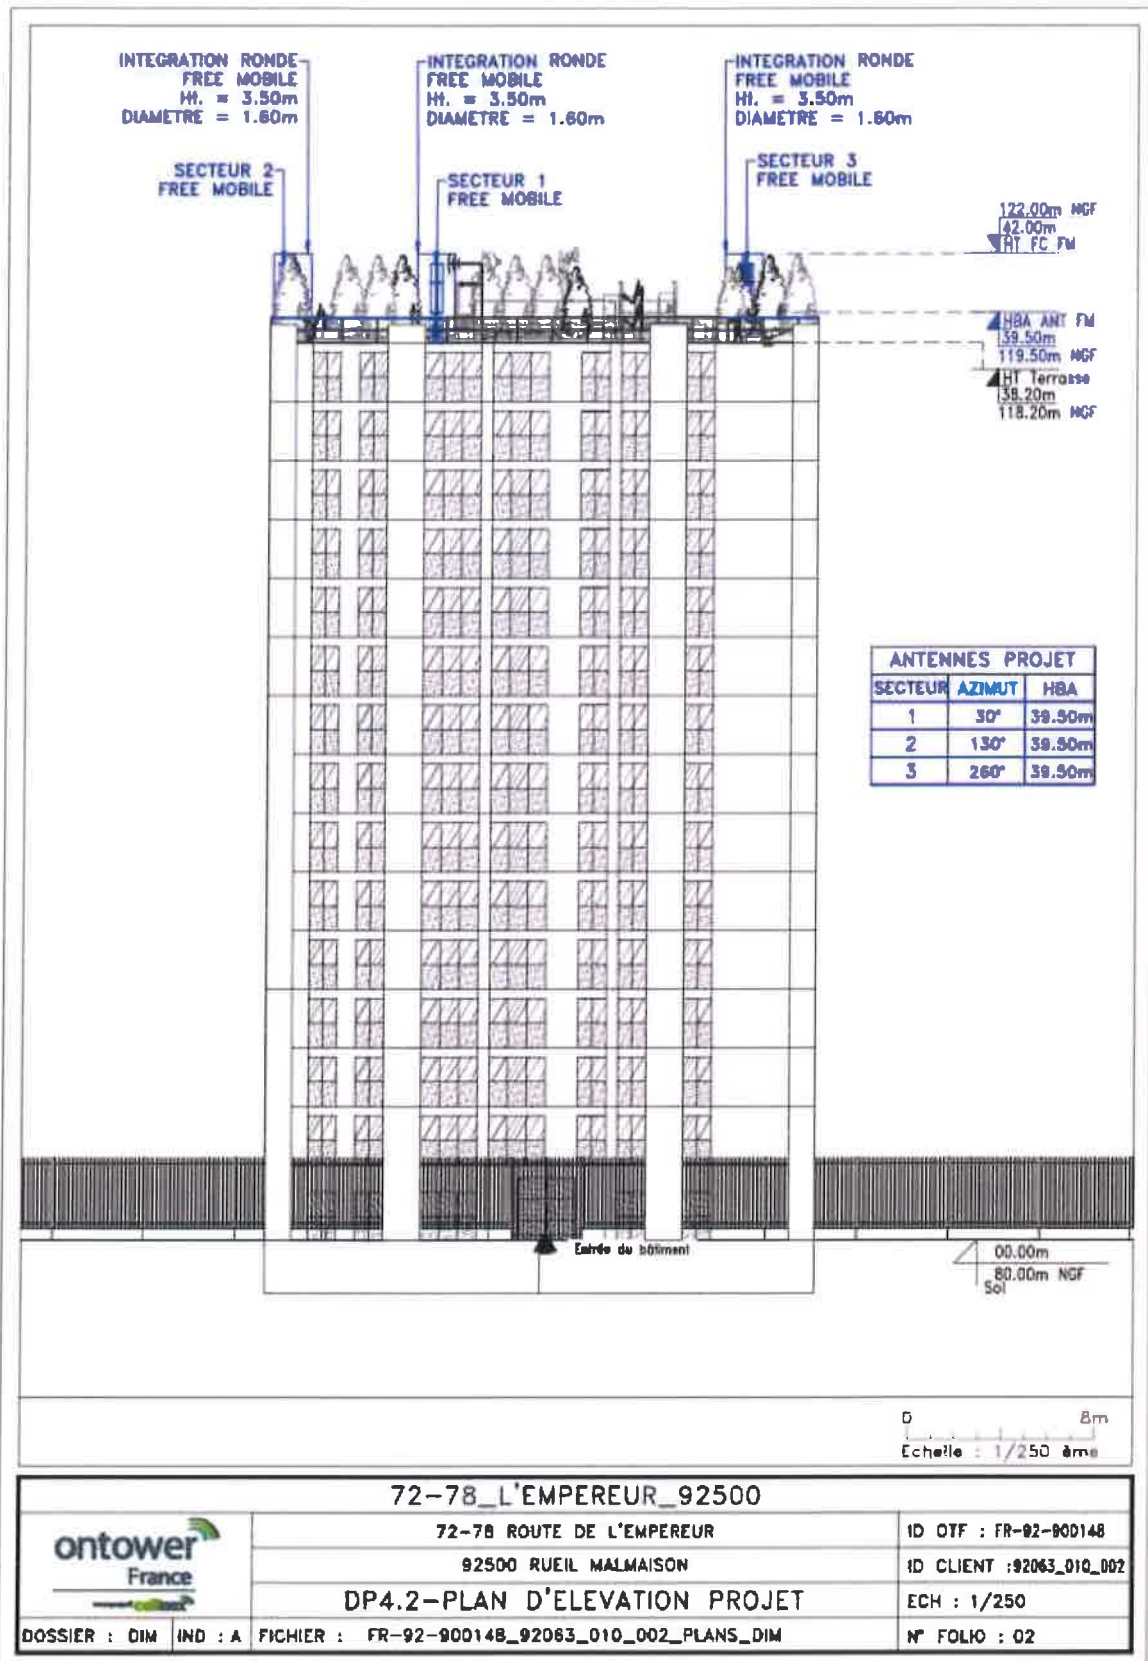 INTEGRATION RONDE
FREE MOBILE
Ht. = 3.50m
DIAMETRE = 1.60m
INTEGRATION RONDE
FREE MOBILE
Ht. = 3.50m
DIAMETRE = 1.60m
INTEGRATION RONDE
FREE MOBILE
Ht. = 3.50m
DIAMETRE = 1.60m
SECTEUR 2
FREE MOBILE
SECTEUR 1
FREE MOBILE
SECTEUR 3
FREE MOBILE
122.00m NGF
42.00m
HT FC FM
HBA ANT FM
39.50m
119.50m NGF
HT Terrasse
38.20m
118.20m NGF
ANTENNES PROJET
SECTEUR AZIMUT HBA
1 30° 39.50m
2 130° 39.50m
3 260° 39.50m
Entrée du bâtiment
00.00m
80.00m NGF
Sol
0 8m
Echelle : 1/250 ème
72-78_L'EMPEREUR_92500
ontower
France
72-78 ROUTE DE L'EMPEREUR
ID OTF : FR-92-900148
92500 RUEIL MALMAISON
ID CLIENT :92063_010_002
DP4.2-PLAN D'ELEVATION PROJET
ECH : 1/250
DOSSIER : DIM IND : A FICHIER : FR-92-900148_92063_010_002_PLANS_DIM
N° FOLIO : 02